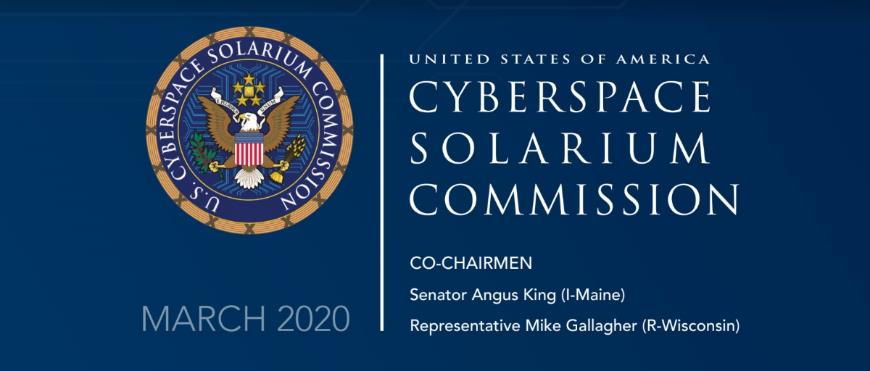 U.S. CYBERSPACE SOLARIUM COMMISSION
MARCH 2020
UNITED STATES OF AMERICA
CYBERSPACE
SOLARIUM
COMMISSION
CO-CHAIRMEN
Senator Angus King (I-Maine)
Representative Mike Gallagher (R-Wisconsin)